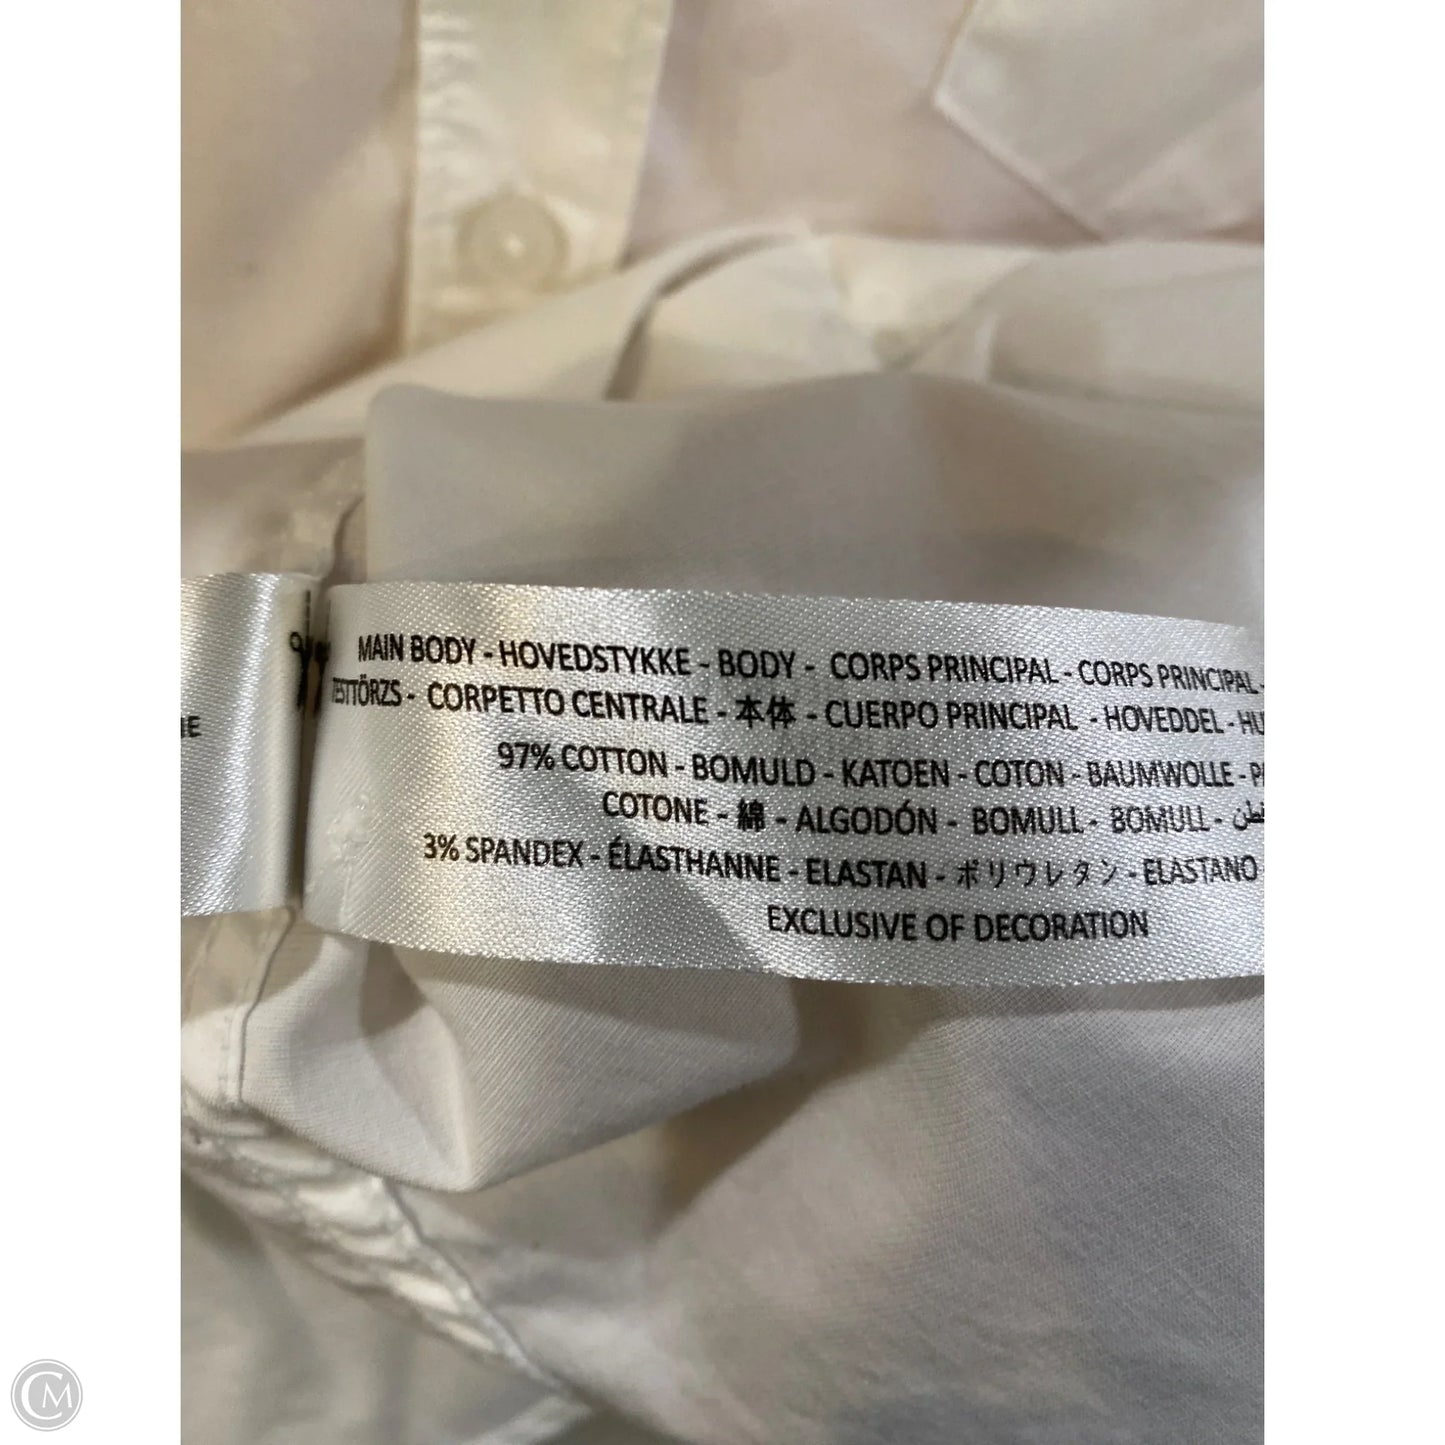 MAIN BODY - HOVEDSTYKKE - BODY - CORPS PRINCIPAL - CORPS PRINCIPAL -
- CORPETTO CENTRALE - 本体 - CUERPO PRINCIPAL - HOVEDDEL -
97% COTTON - BOMULD - KATOEN - COTON - BAUMWOLLE -
COTONE - 綿 - ALGODÓN - BOMULL - BOMULL - قطن
3% SPANDEX - ÉLASTHANNE - ELASTAN - ポリウレタン - ELASTANO
EXCLUSIVE OF DECORATION
CM